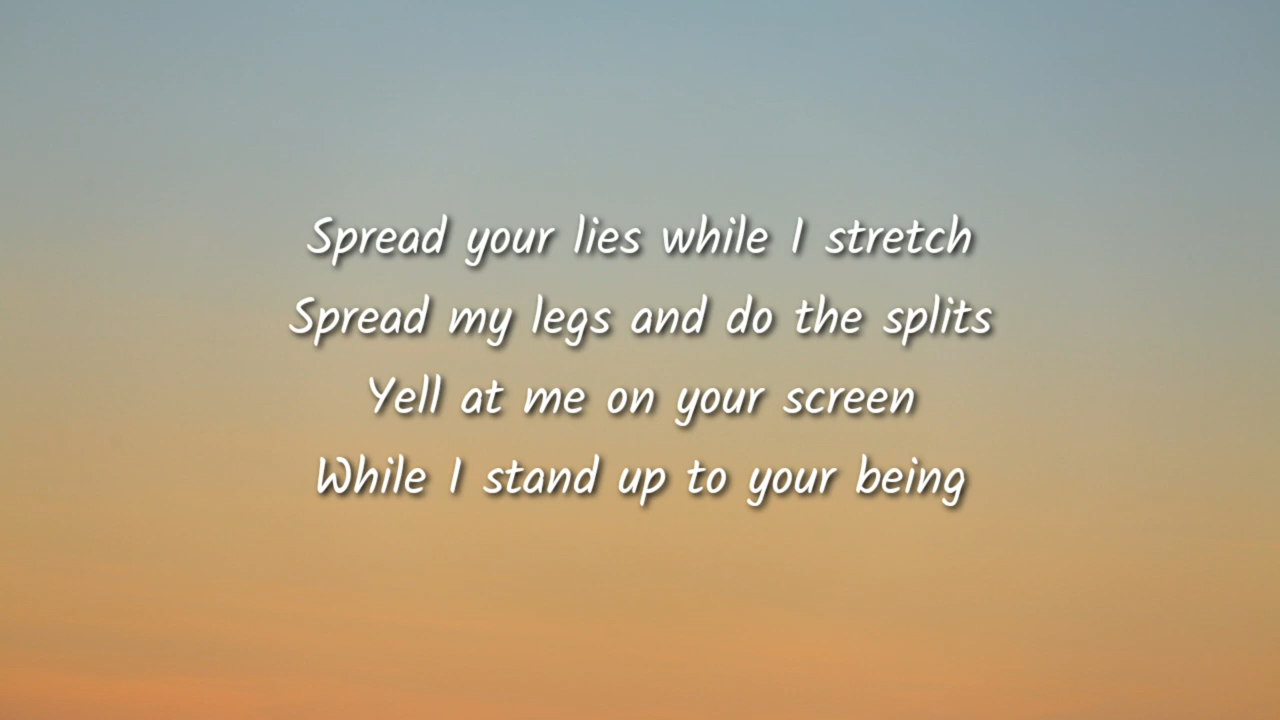 Spread your lies while I stretch
Spread my legs and do the splits
Yell at me on your screen
While I stand up to your being